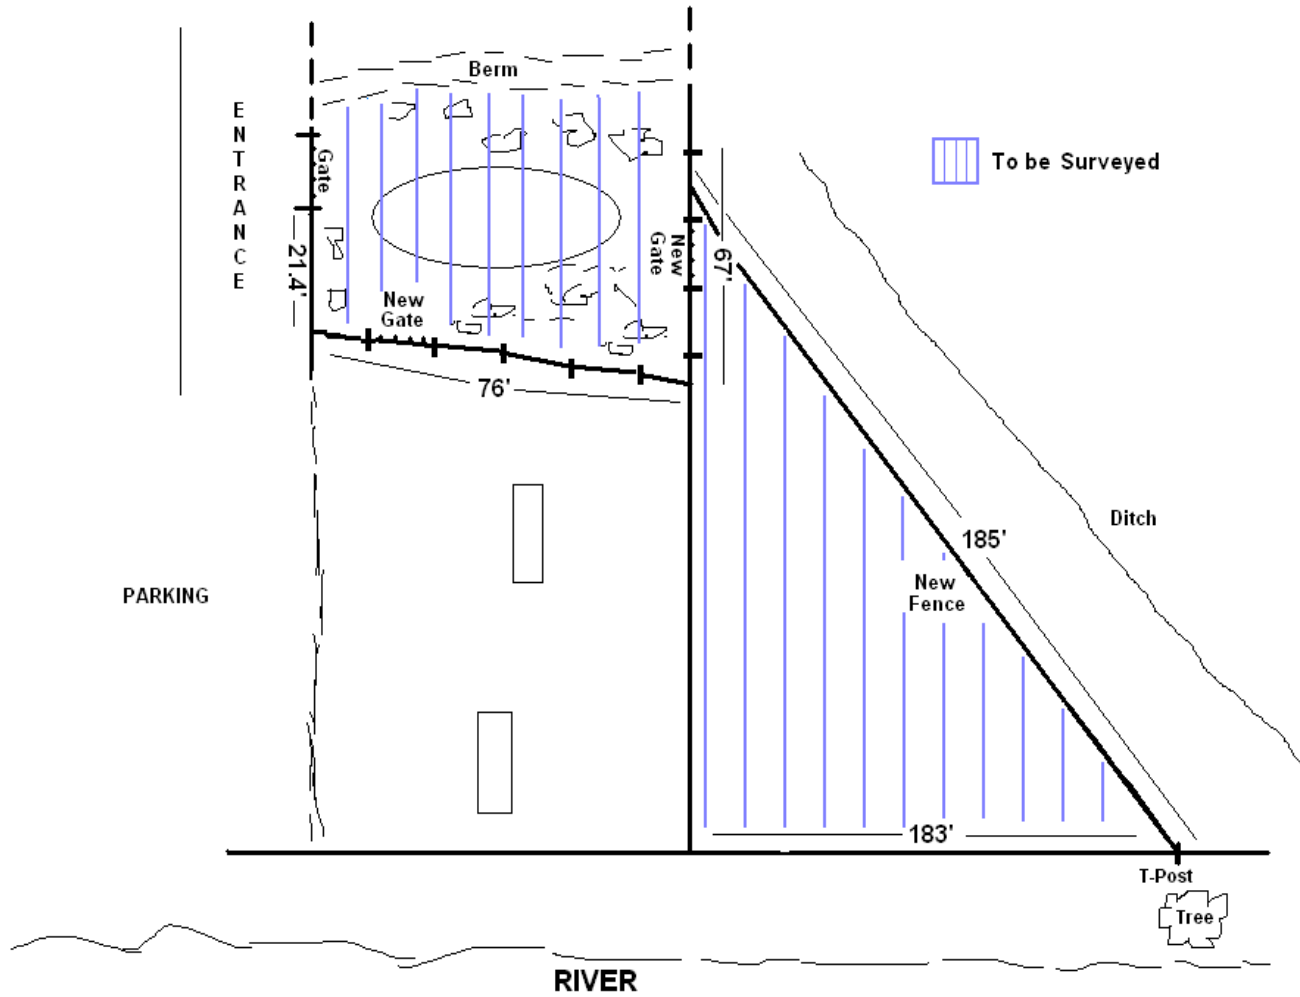 Berm
ENTRANCE
Gate
To be Surveyed
21.4'
New
Gate
67'
New
Gate
76'
Ditch
185'
New
Fence
PARKING
183'
T-Post
Tree
RIVER